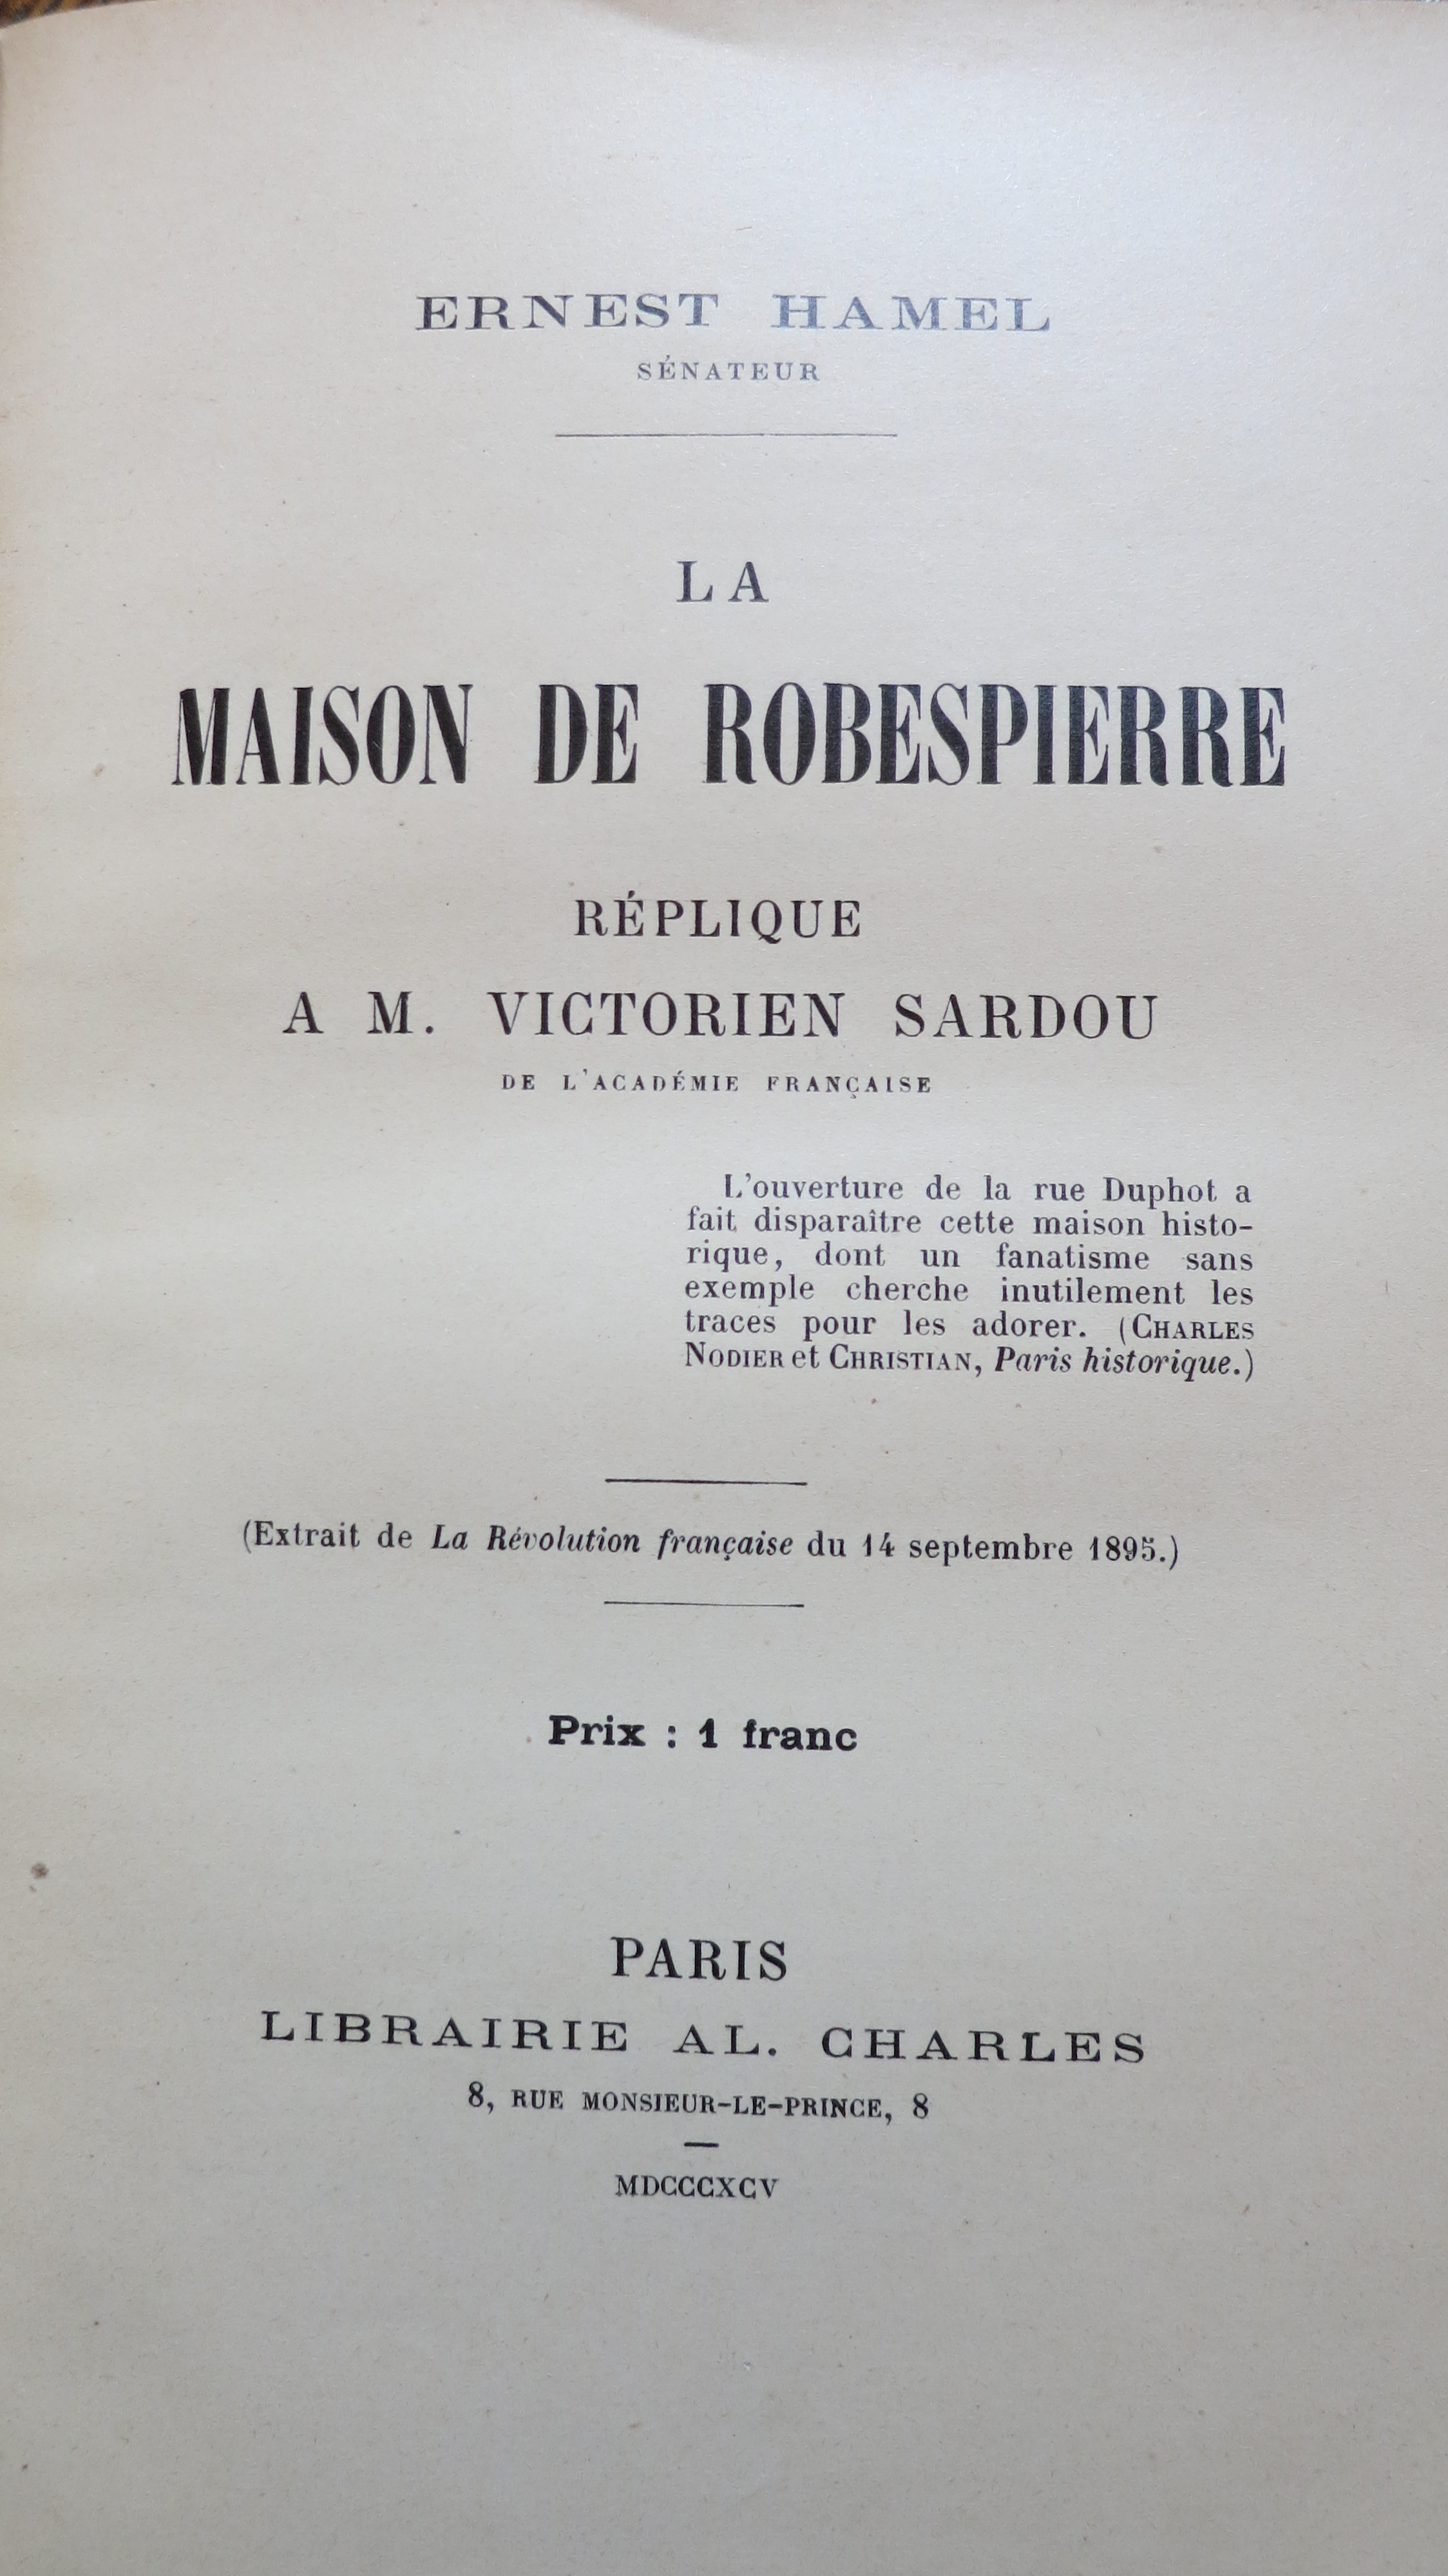 ERNEST HAMEL
SÉNATEUR
LA
MAISON DE ROBESPIERRE
RÉPLIQUE
A M. VICTORIEN SARDOU
DE L'ACADÉMIE FRANÇAISE
L'ouverture de la rue Duphot a
fait disparaître cette maison histo-
rique, dont un fanatisme sans
exemple cherche inutilement les
traces pour les adorer. (CHARLES
NODIER et CHRISTIAN, Paris historique.)
(Extrait de La Révolution française du 14 septembre 1895.)
Prix : 1 franc
PARIS
LIBRAIRIE AL. CHARLES
8, RUE MONSIEUR-LE-PRINCE, 8
MDCCCXCV